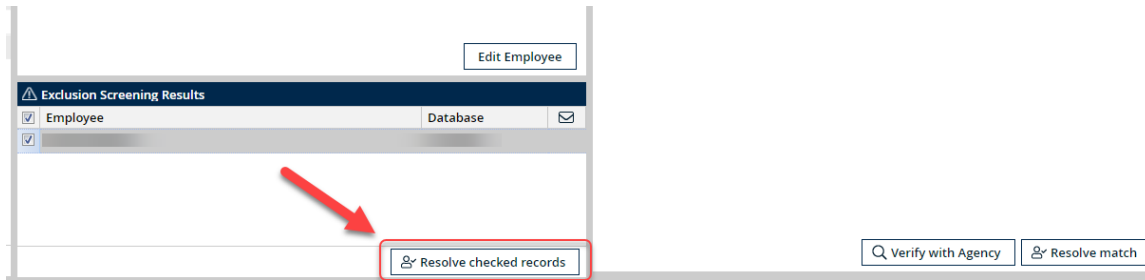 Edit Employee
Exclusion Screening Results
Employee Database
Resolve checked records
Verify with Agency Resolve match